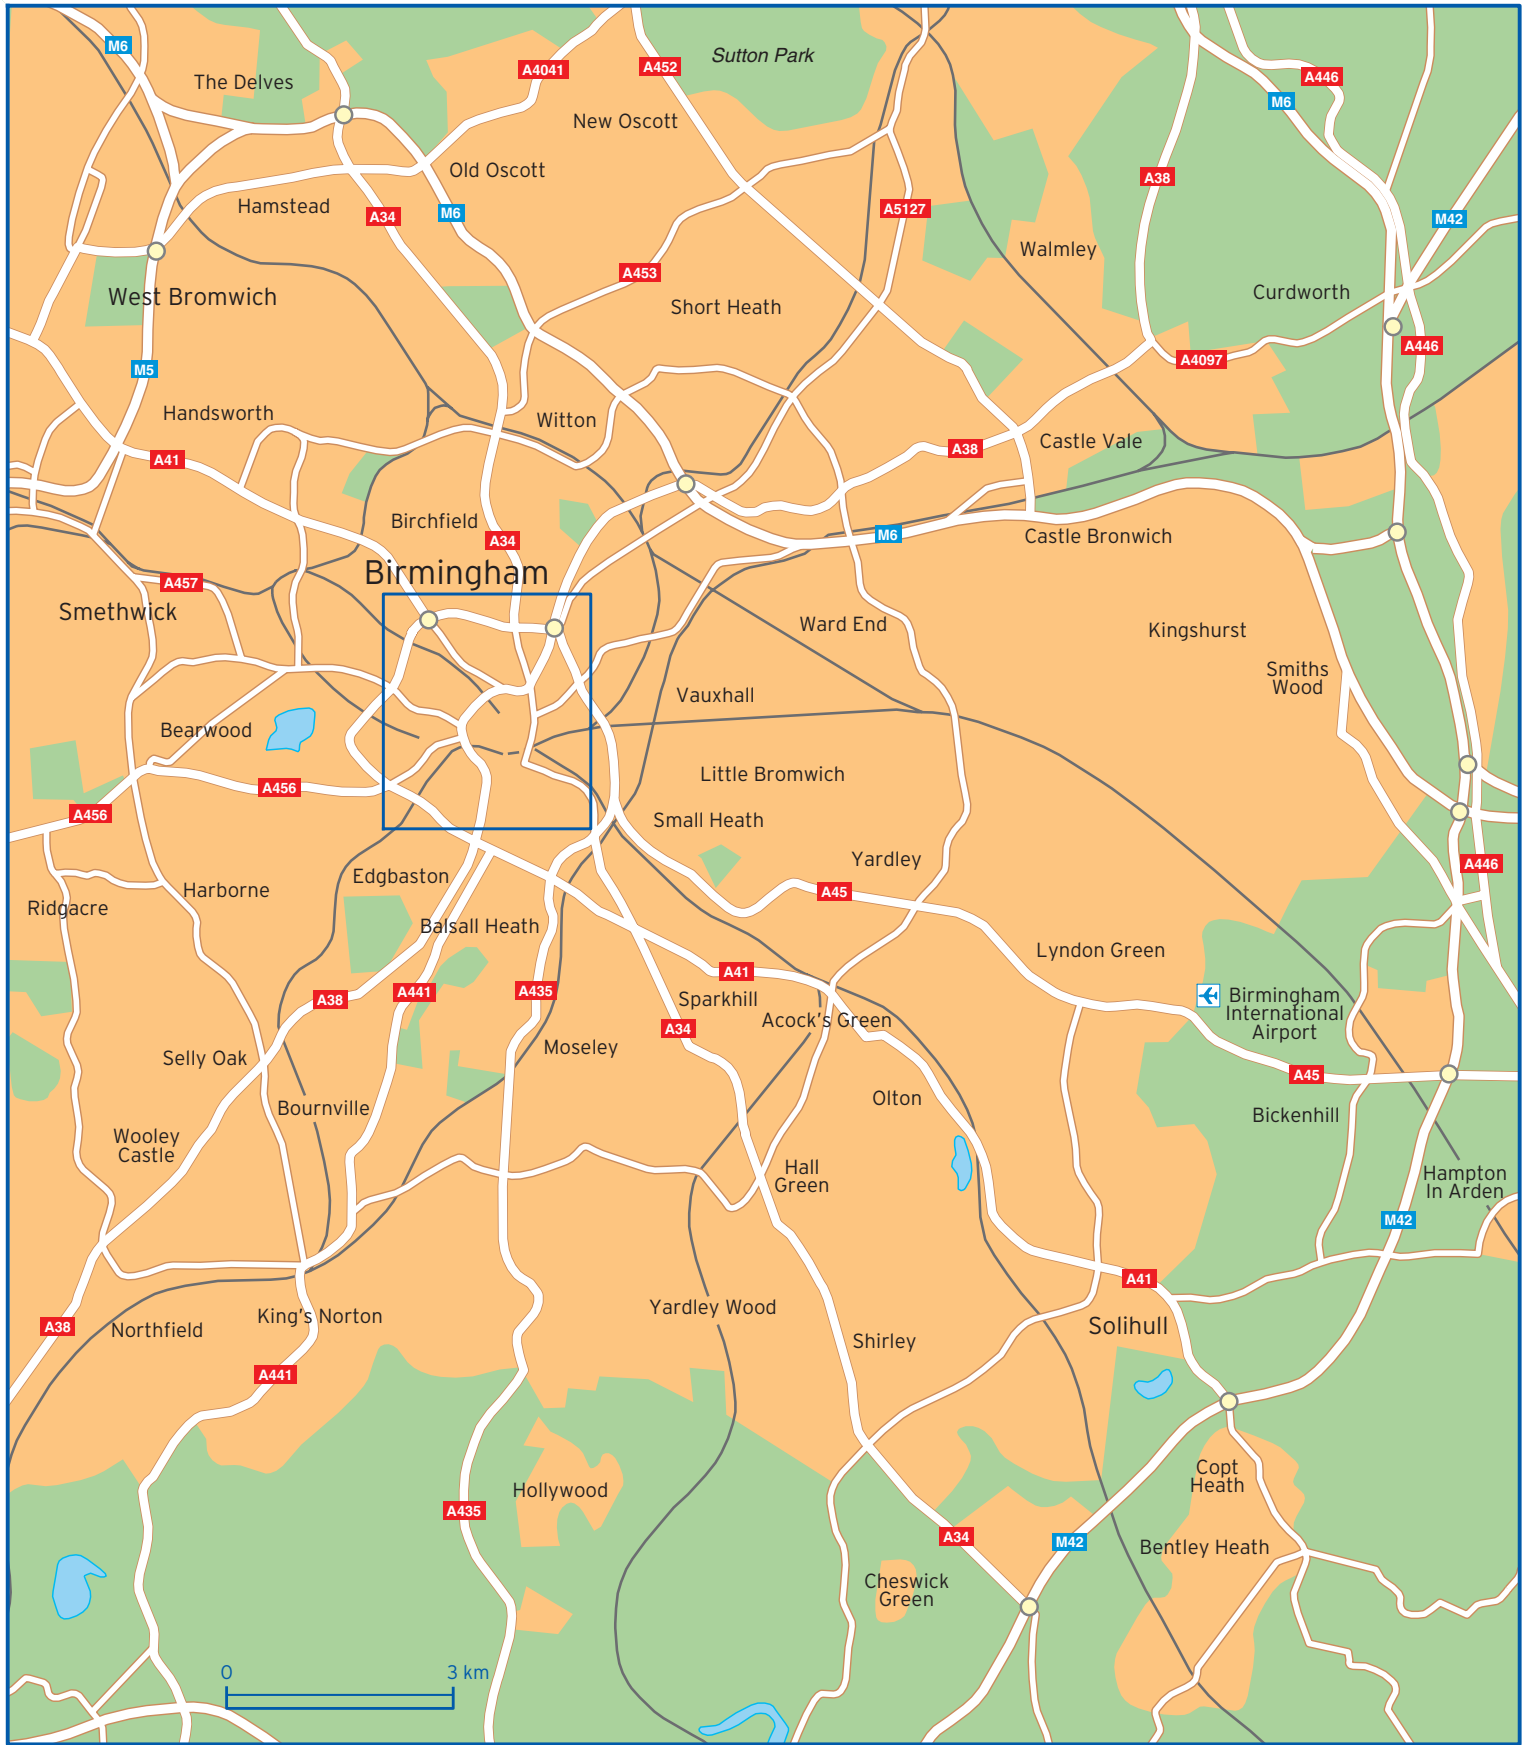 M6
The Delves
A4041
A452
Sutton Park
A446
M6
New Oscott
Old Oscott
A38
Hamstead
A34
M6
A5127
M42
Walmley
A453
West Bromwich
Short Heath
Curdworth
A446
A4097
M5
Handsworth
Witton
A38
Castle Vale
A41
Birchfield
A34
M6
Castle Bronwich
Birmingham
A457
Smethwick
Ward End
Kingshurst
Smiths
Wood
Vauxhall
Bearwood
Little Bromwich
A456
A456
Small Heath
Yardley
A446
Edgbaston
Harborne
A45
Ridgacre
Balsall Heath
Lyndon Green
A41
A38
A441
A435
Sparkhill
Birmingham
International
Airport
Acock's Green
A34
Selly Oak
Moseley
A45
Olton
Bournville
Bickenhill
Wooley
Castle
Hall
Green
Hampton
In Arden
M42
A41
Yardley Wood
King's Norton
A38
Northfield
Solihull
Shirley
A441
Copt
Heath
Hollywood
A435
A34
M42
Bentley Heath
Cheswick
Green
0
3 km